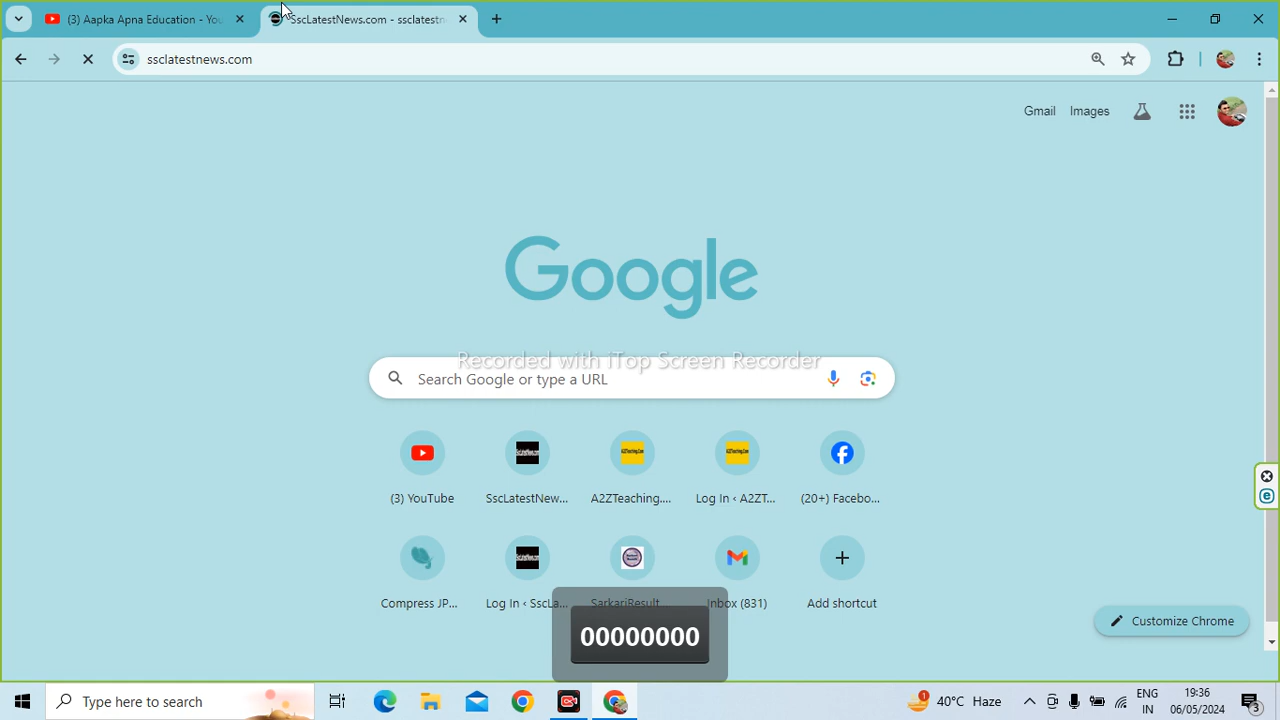 (3) Aapka Apna Education - You
SscLatestNews.com - ssclatestn
ssclatestnews.com
Gmail Images
Google
Recorded with iTop Screen Recorder
Search Google or type a URL
(3) YouTube SscLatestNew... A2ZTeaching.... Log In ‹ A2ZT... (20+) Facebo...
Compress JP... Log In ‹ SscLa... SarkariResult... Inbox (831) Add shortcut
Customize Chrome
00000000
Type here to search
40°C Haze
ENG
IN
19:36
06/05/2024